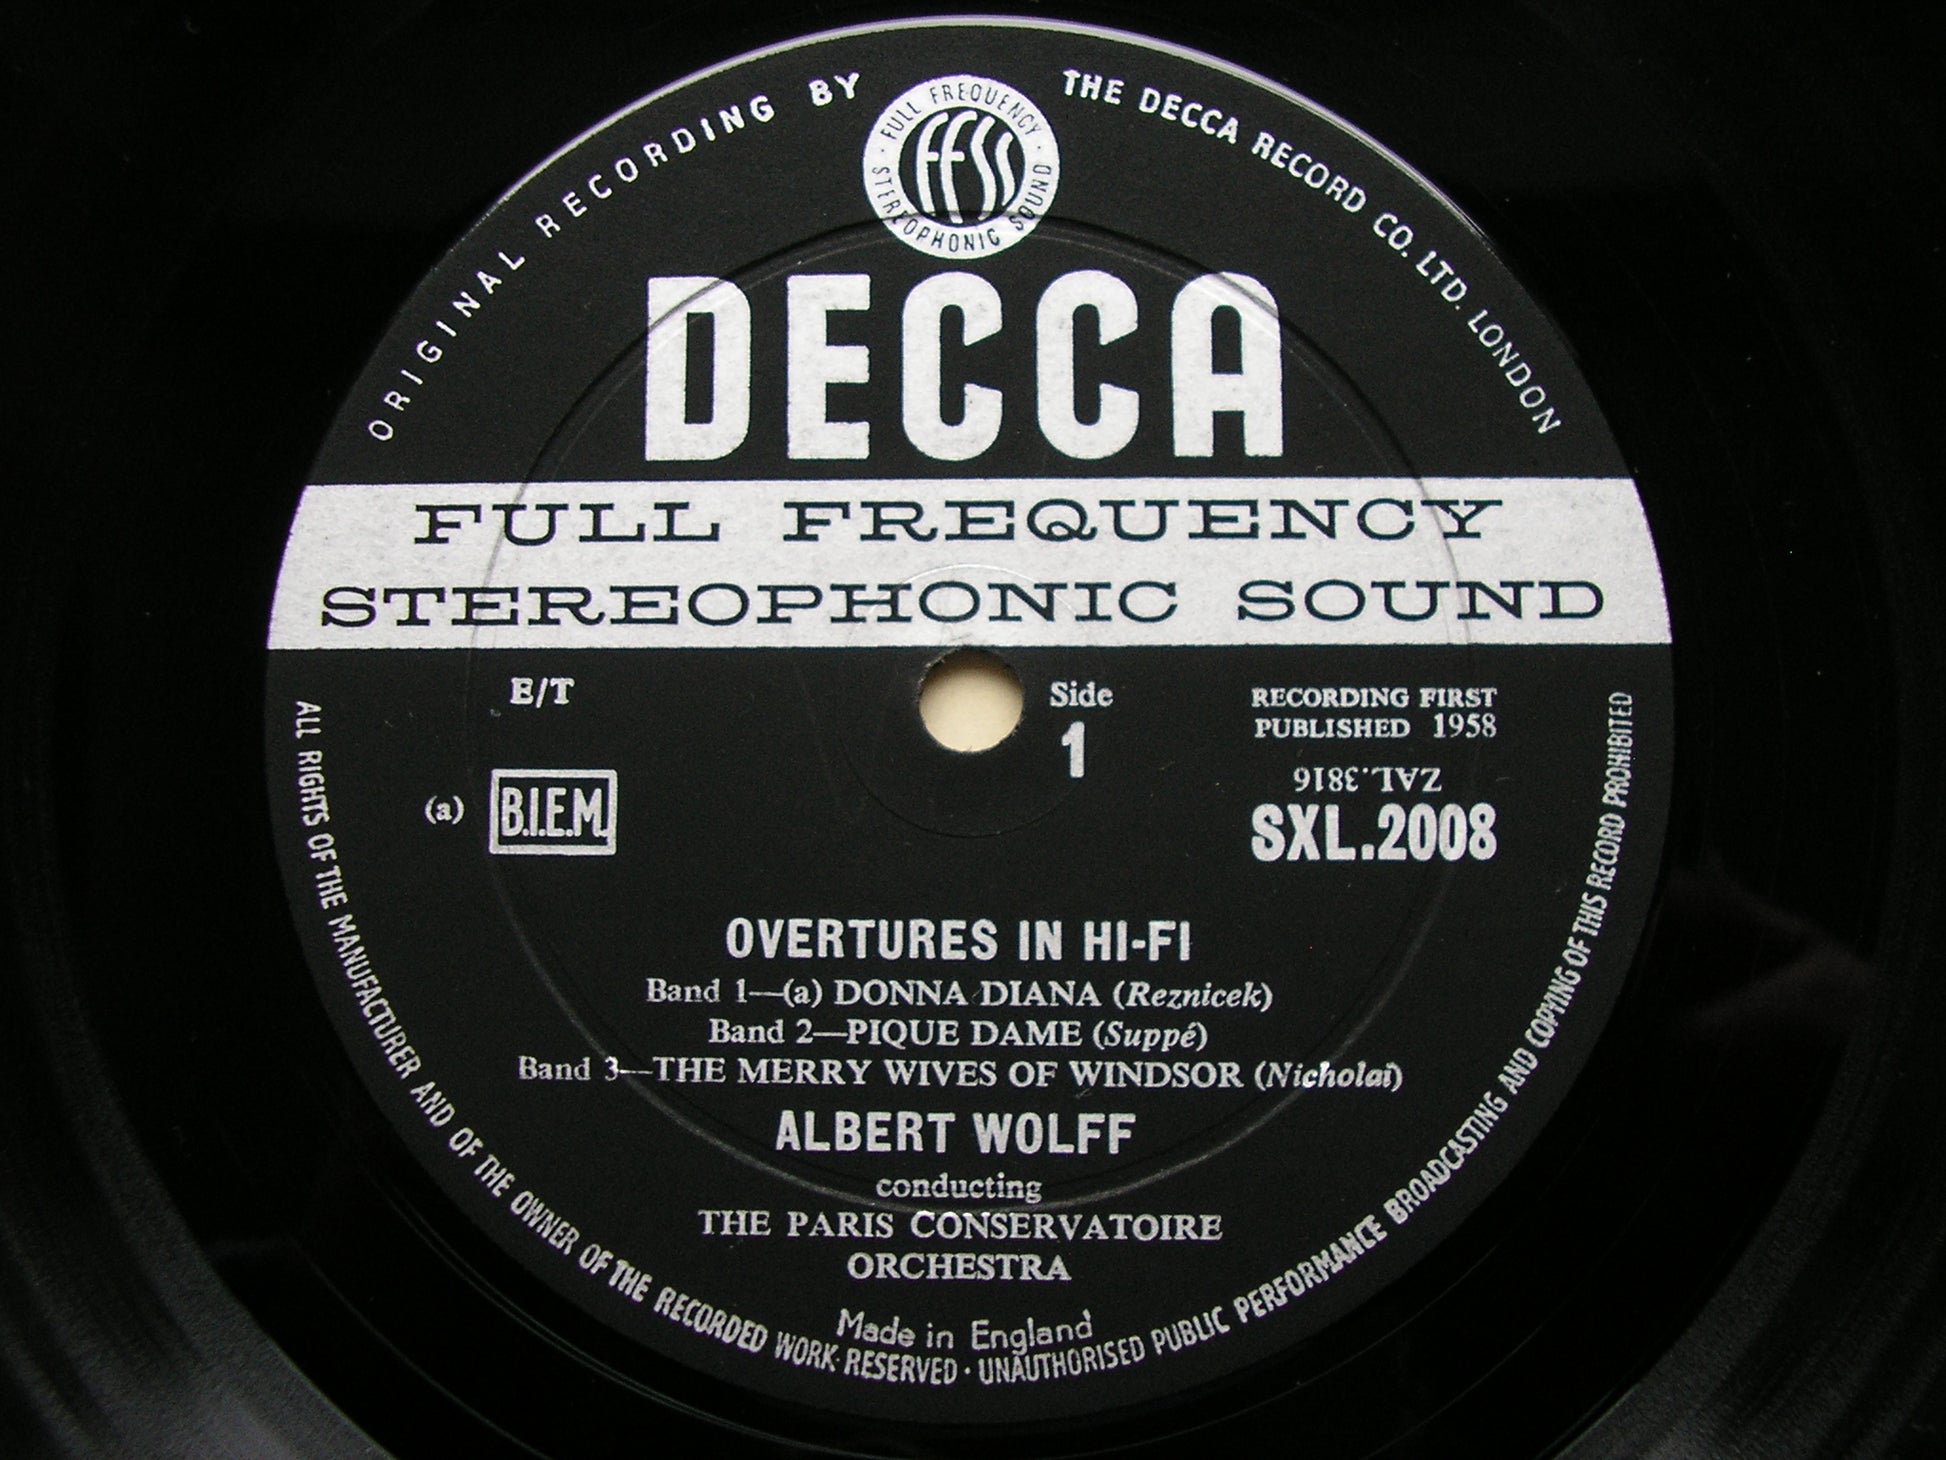 ORIGINAL RECORDING BY
THE DECCA RECORD CO. LTD. LONDON
· FULL FREQUENCY ·
STEREOPHONIC SOUND
FFSS
DECCA
FULL FREQUENCY
STEREOPHONIC SOUND
E/T
Side
1
RECORDING FIRST
PUBLISHED 1958
ZAL.3816
SXL.2008
(a) B.I.E.M.
OVERTURES IN HI-FI
Band 1—(a) DONNA DIANA (Reznicek)
Band 2—PIQUE DAME (Suppé)
Band 3—THE MERRY WIVES OF WINDSOR (Nicholai)
ALBERT WOLFF
conducting
THE PARIS CONSERVATOIRE
ORCHESTRA
Made in England
ALL RIGHTS OF THE MANUFACTURER AND OF THE OWNER OF THE RECORDED WORK RESERVED · UNAUTHORISED PUBLIC PERFORMANCE BROADCASTING AND COPYING OF THIS RECORD PROHIBITED